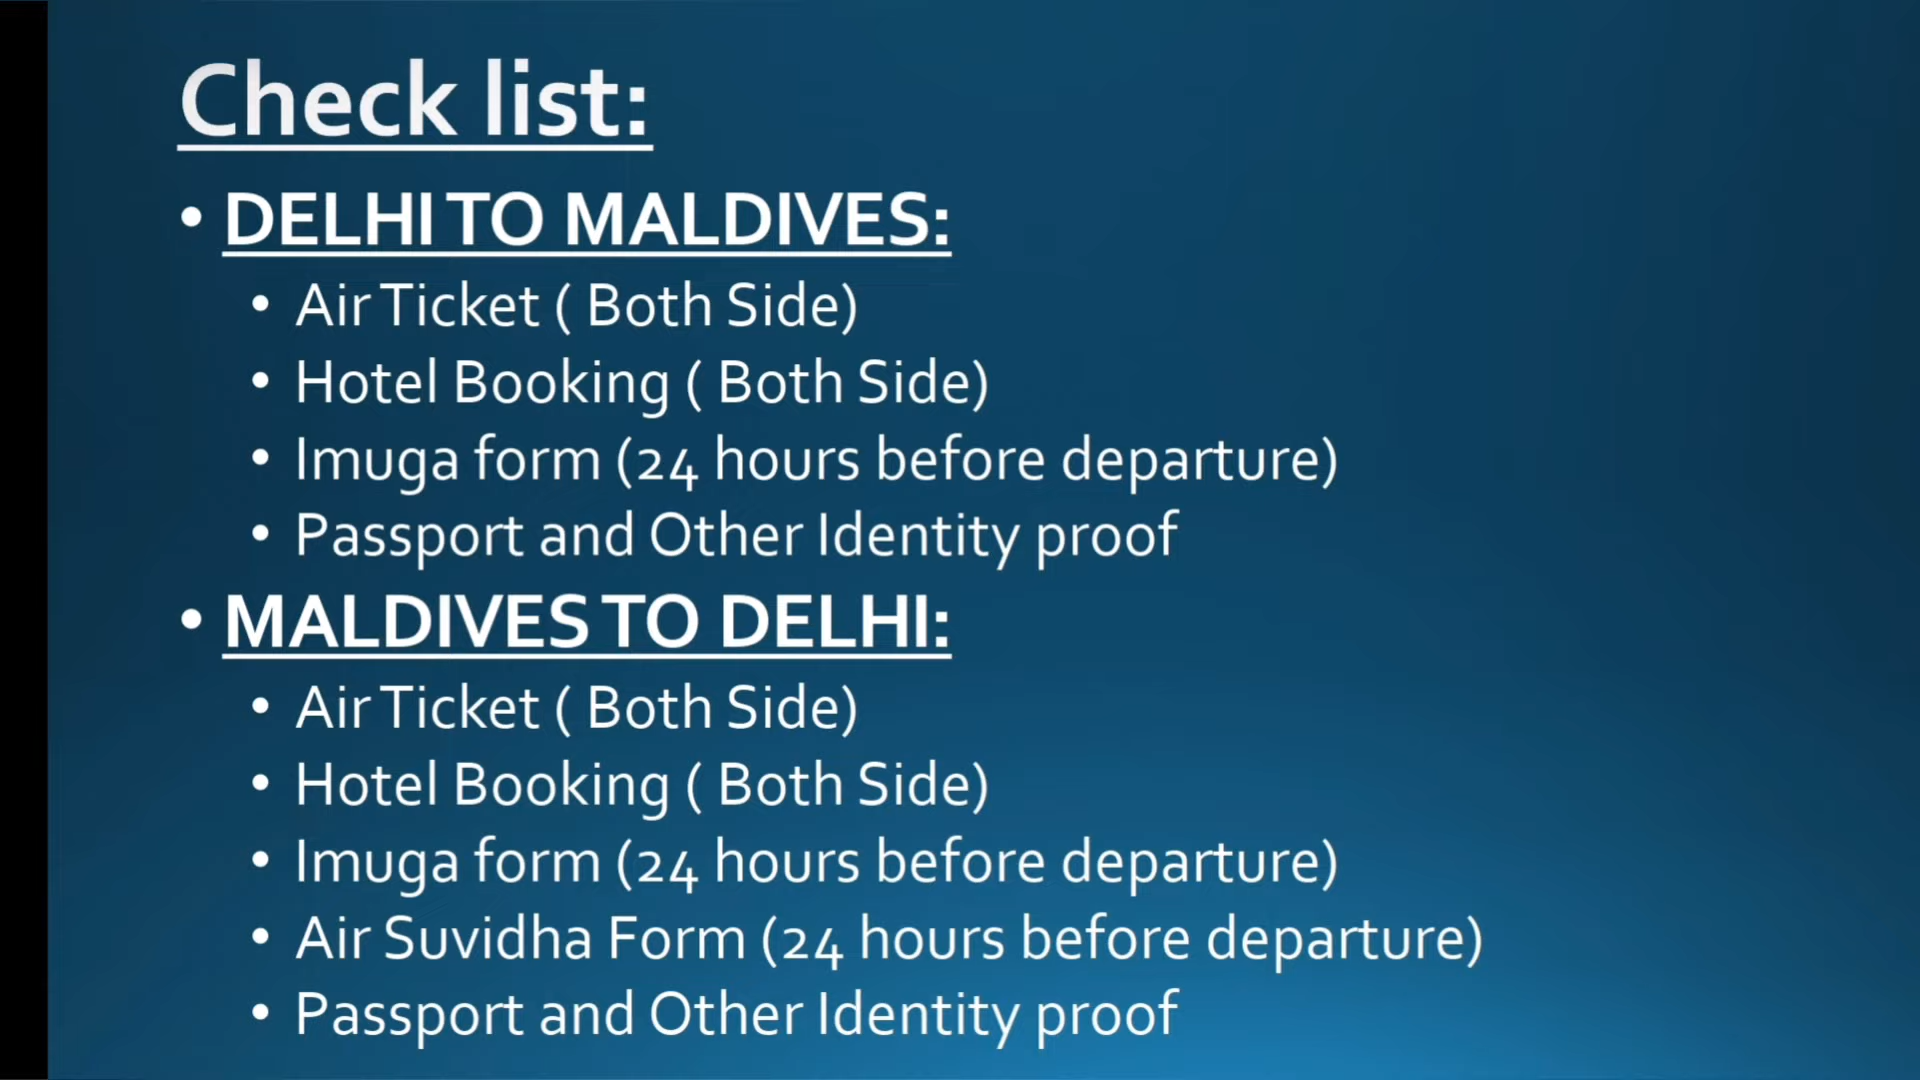 Check list:
• DELHI TO MALDIVES:
• Air Ticket ( Both Side)
• Hotel Booking ( Both Side)
• Imuga form (24 hours before departure)
• Passport and Other Identity proof
• MALDIVES TO DELHI:
• Air Ticket ( Both Side)
• Hotel Booking ( Both Side)
• Imuga form (24 hours before departure)
• Air Suvidha Form (24 hours before departure)
• Passport and Other Identity proof